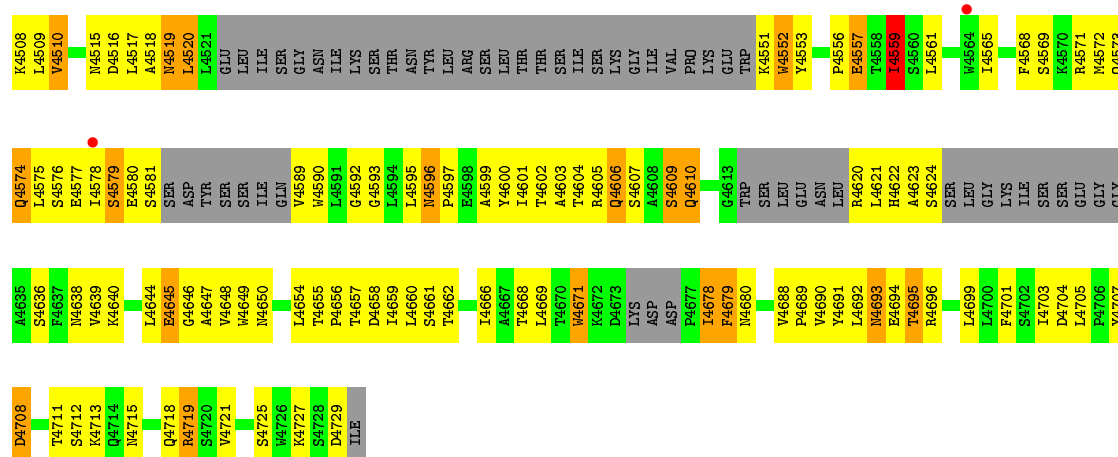 K4508 L4509 V4510 N4515 D4516 L4517 A4518 N4519 L4520 L4521 GLU LEU ILE SER GLY ASN ILE LYS SER THR ASN TYR LEU ARG SER LEU THR THR SER ILE SER LYS GLY ILE VAL PRO LYS GLU TRP K4551 W4552 Y4553 P4556 E4557 T4558 I4559 S4560 L4561 W4564 I4565 F4568 S4569 K4570 R4571 M4572 Q4573
Q4574 L4575 S4576 E4577 I4578 S4579 E4580 S4581 SER ASP TYR SER SER ILE GLN V4589 W4590 L4591 G4592 G4593 L4594 L4595 N4596 P4597 E4598 A4599 Y4600 I4601 T4602 A4603 T4604 R4605 Q4606 S4607 A4608 S4609 Q4610 G4613 TRP SER LEU GLU ASN LEU R4620 L4621 H4622 A4623 S4624 SER LEU GLY LYS ILE SER SER GLU GLY GLY
A4635 S4636 F4637 N4638 V4639 K4640 L4644 E4645 G4646 A4647 V4648 W4649 N4650 L4654 T4655 P4656 T4657 D4658 I4659 L4660 S4661 T4662 I4666 A4667 T4668 L4669 T4670 W4671 K4672 D4673 LYS ASP ASP P4677 I4678 F4679 N4680 V4688 P4689 V4690 Y4691 L4692 N4693 E4694 T4695 R4696 L4699 L4700 F4701 S4702 I4703 D4704 L4705 P4706 Y4707
D4708 T4711 S4712 K4713 Q4714 N4715 Q4718 R4719 S4720 V4721 S4725 W4726 K4727 S4728 D4729 ILE